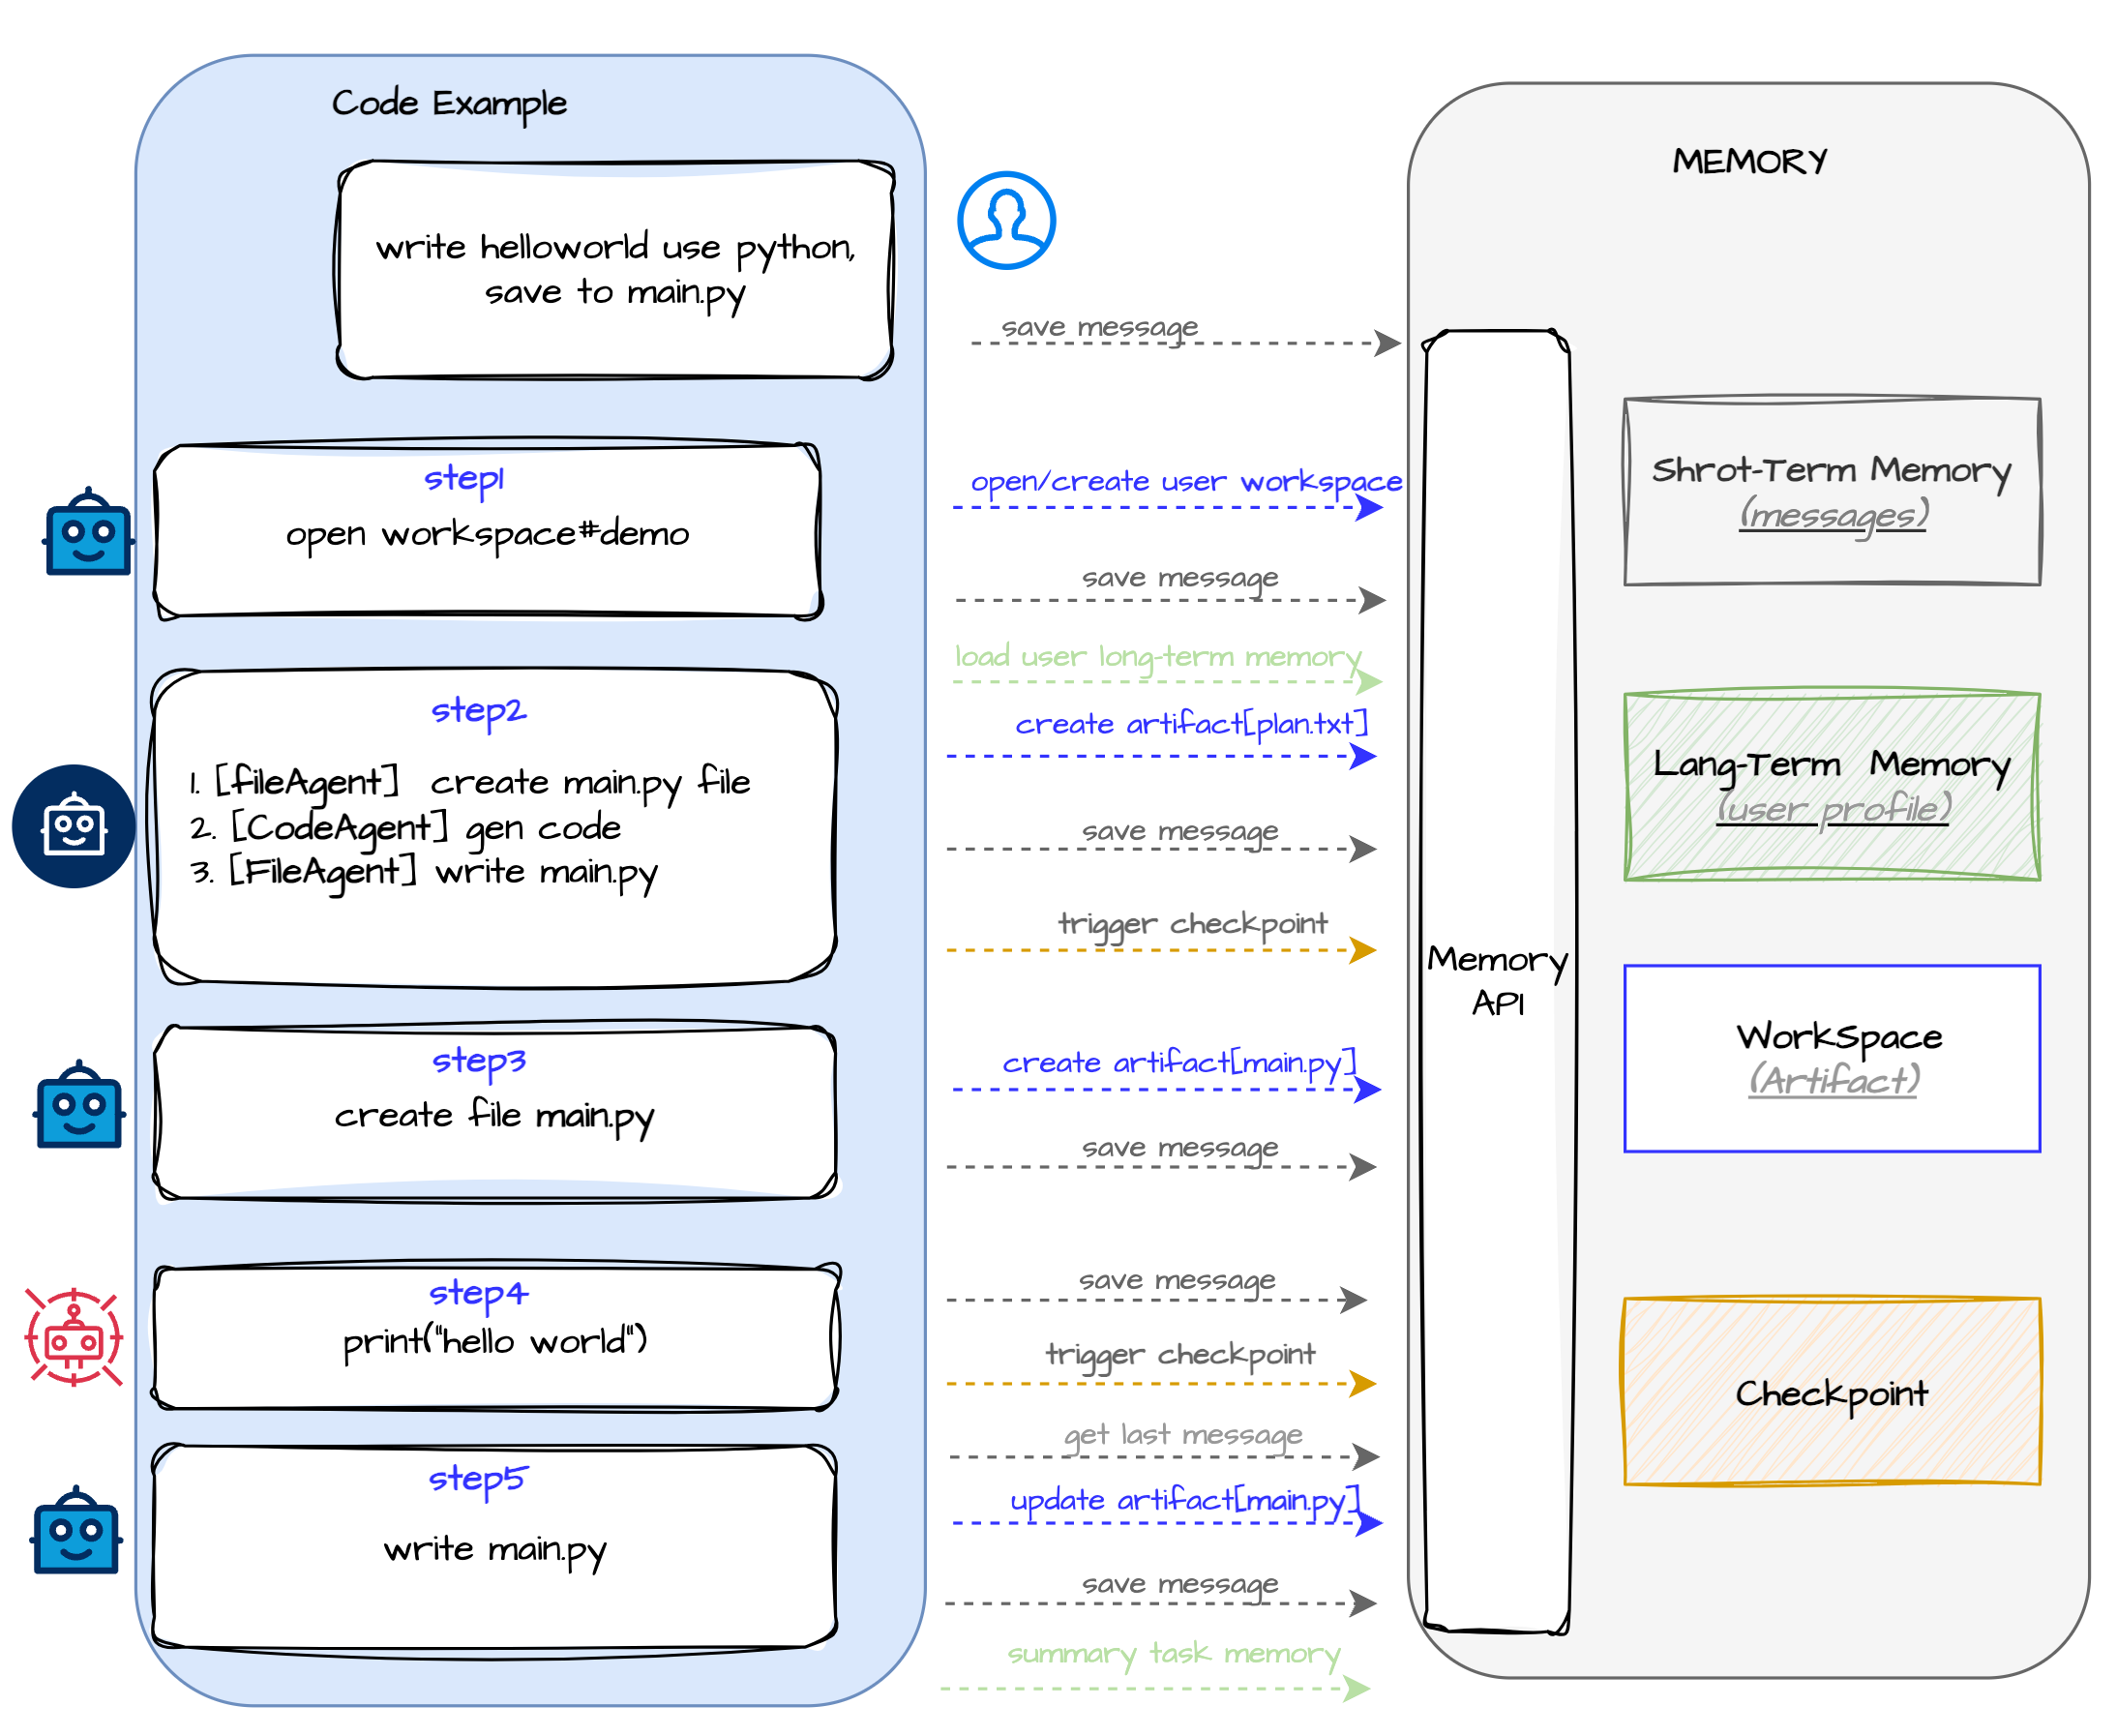 Code Example
write helloworld use python,
save to main.py
step1
open workspace#demo
step2
1. [fileAgent] create main.py file
2. [CodeAgent] gen code
3. [FileAgent] write main.py
step3
create file main.py
step4
print("hello world")
step5
write main.py
save message
open/create user workspace
save message
load user long-term memory
create artifact[plan.txt]
save message
trigger checkpoint
create artifact[main.py]
save message
save message
trigger checkpoint
get last message
update artifact[main.py]
save message
summary task memory
MEMORY
Memory
API
Shrot-Term Memory
(messages)
Lang-Term Memory
(user profile)
WorkSpace
(Artifact)
Checkpoint